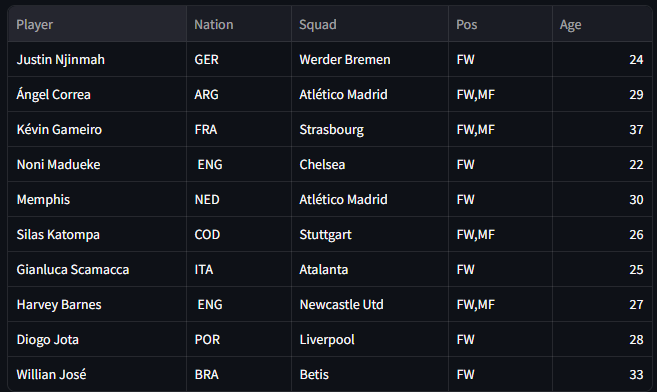 Player Nation Squad Pos Age
Justin Njinmah GER Werder Bremen FW 24
Ángel Correa ARG Atlético Madrid FW,MF 29
Kévin Gameiro FRA Strasbourg FW,MF 37
Noni Madueke ENG Chelsea FW 22
Memphis NED Atlético Madrid FW 30
Silas Katompa COD Stuttgart FW,MF 26
Gianluca Scamacca ITA Atalanta FW 25
Harvey Barnes ENG Newcastle Utd FW,MF 27
Diogo Jota POR Liverpool FW 28
Willian José BRA Betis FW 33